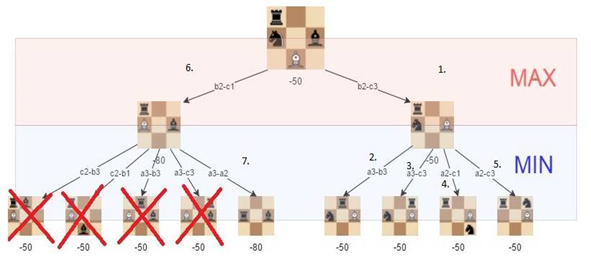 6.
1.
-50
b2-c1
b2-c3
MAX
-80
-50
7.
2.
3.
5.
MIN
c2-b3
c2-b1
a3-b3
a3-c3
a3-a2
a3-b3
a3-c3
a2-c1
a2-c3
4.
-50
-50
-50
-50
-80
-50
-50
-50
-50